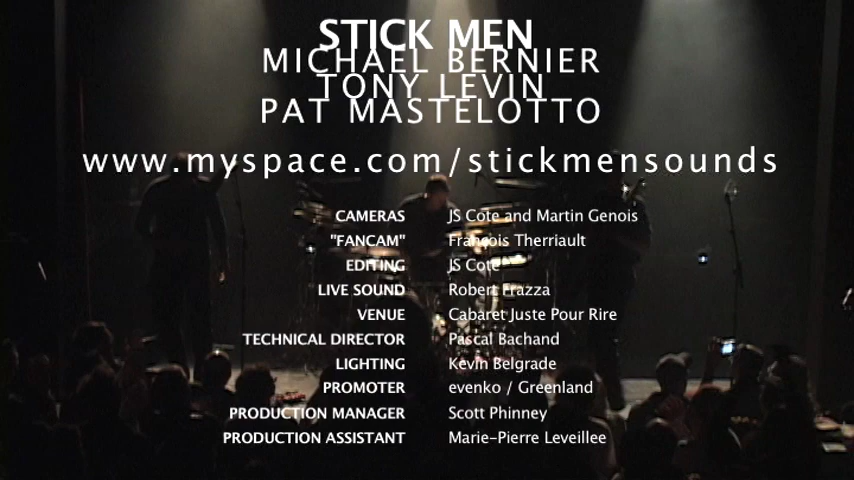 STICK MEN
MICHAEL BERNIER
TONY LEVIN
PAT MASTELOTTO
www.myspace.com/stickmensounds
CAMERAS JS Cote and Martin Genois
"FANCAM" François Therriault
EDITING JS Cote
LIVE SOUND Robert Frazza
VENUE Cabaret Juste Pour Rire
TECHNICAL DIRECTOR Pascal Bachand
LIGHTING Kevin Belgrade
PROMOTER evenko / Greenland
PRODUCTION MANAGER Scott Phinney
PRODUCTION ASSISTANT Marie-Pierre Leveillee